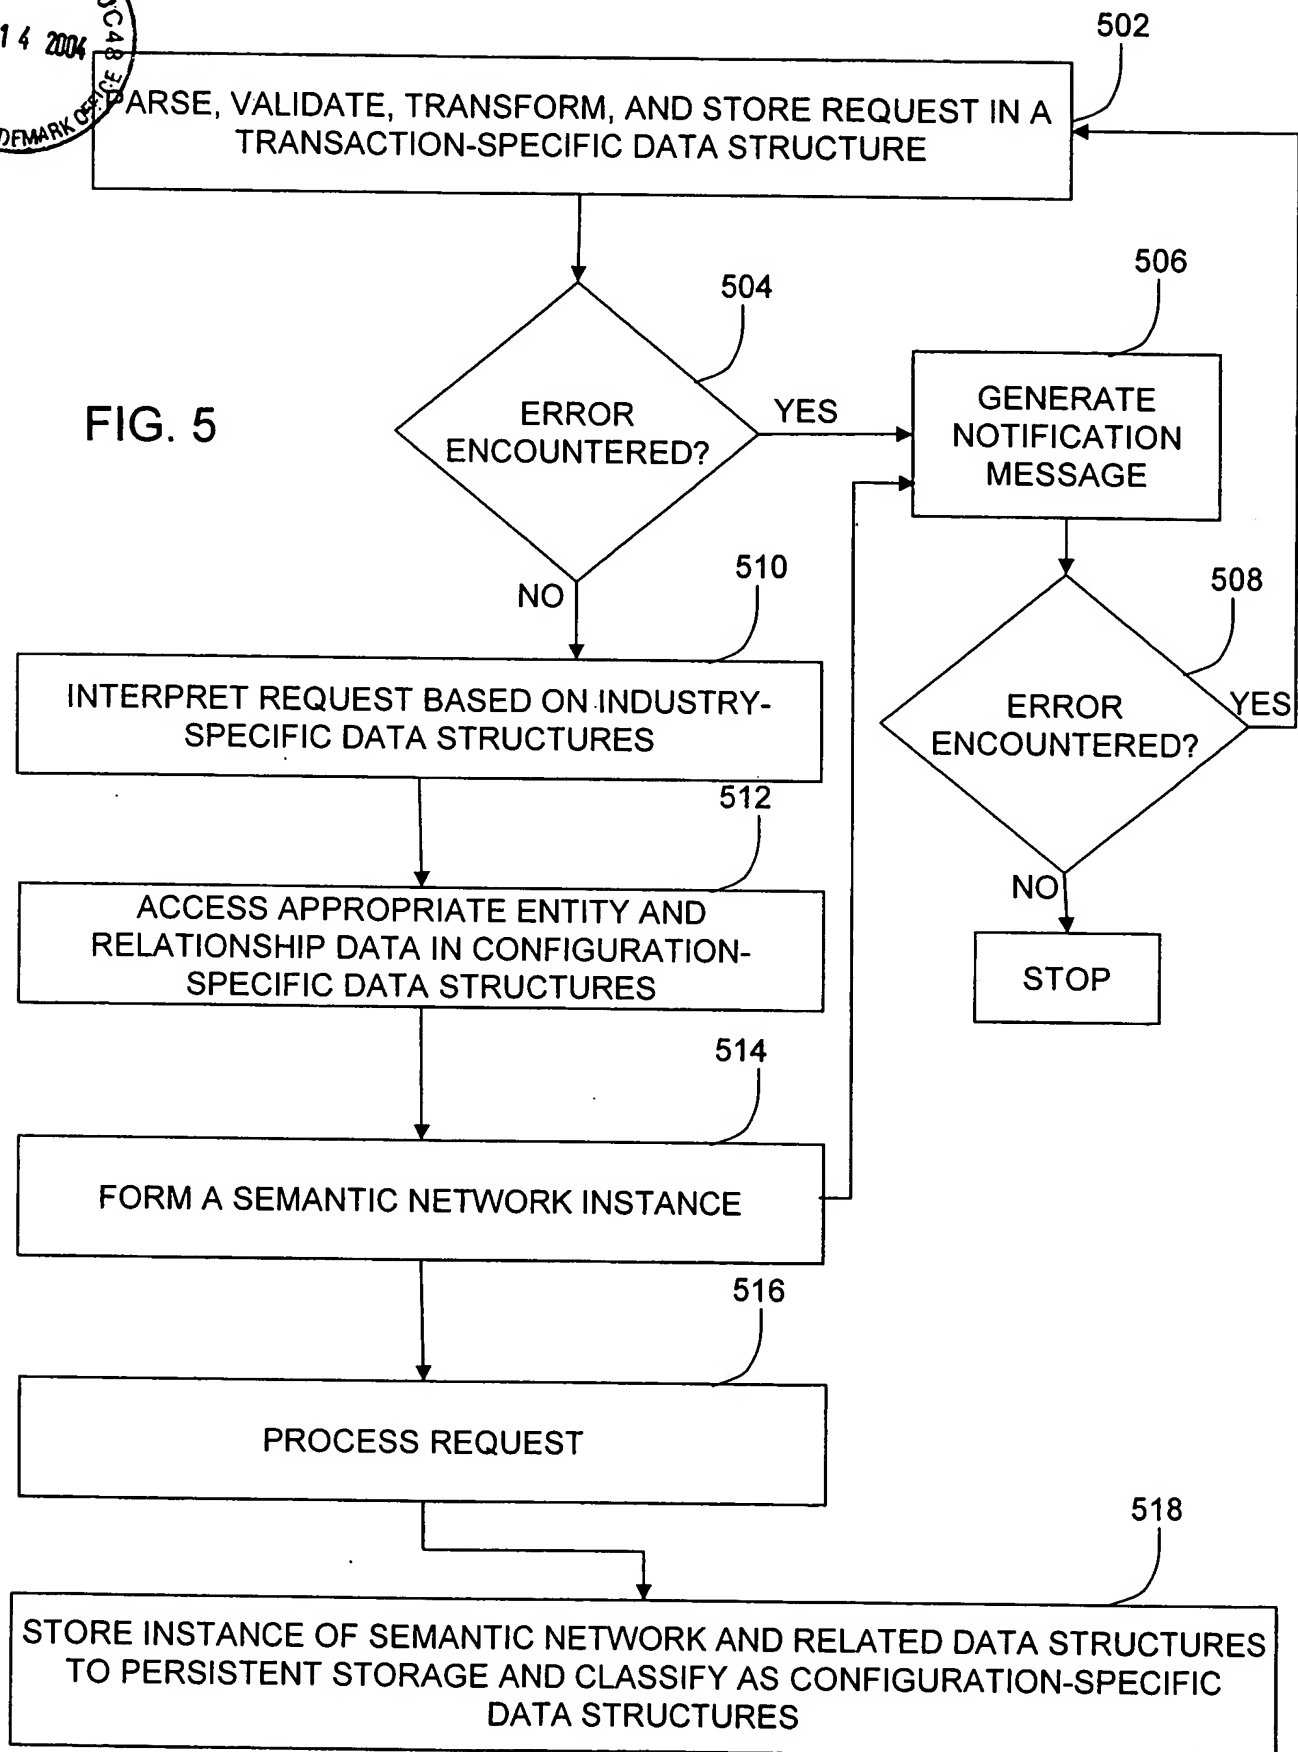 14 2004
DEMARK OFFICE
502
PARSE, VALIDATE, TRANSFORM, AND STORE REQUEST IN A
TRANSACTION-SPECIFIC DATA STRUCTURE
506
504
FIG. 5
ERROR
ENCOUNTERED?
YES
GENERATE
NOTIFICATION
MESSAGE
NO
510
508
INTERPRET REQUEST BASED ON INDUSTRY-
SPECIFIC DATA STRUCTURES
ERROR
ENCOUNTERED?
YES
512
NO
ACCESS APPROPRIATE ENTITY AND
RELATIONSHIP DATA IN CONFIGURATION-
SPECIFIC DATA STRUCTURES
STOP
514
FORM A SEMANTIC NETWORK INSTANCE
516
PROCESS REQUEST
518
STORE INSTANCE OF SEMANTIC NETWORK AND RELATED DATA STRUCTURES
TO PERSISTENT STORAGE AND CLASSIFY AS CONFIGURATION-SPECIFIC
DATA STRUCTURES